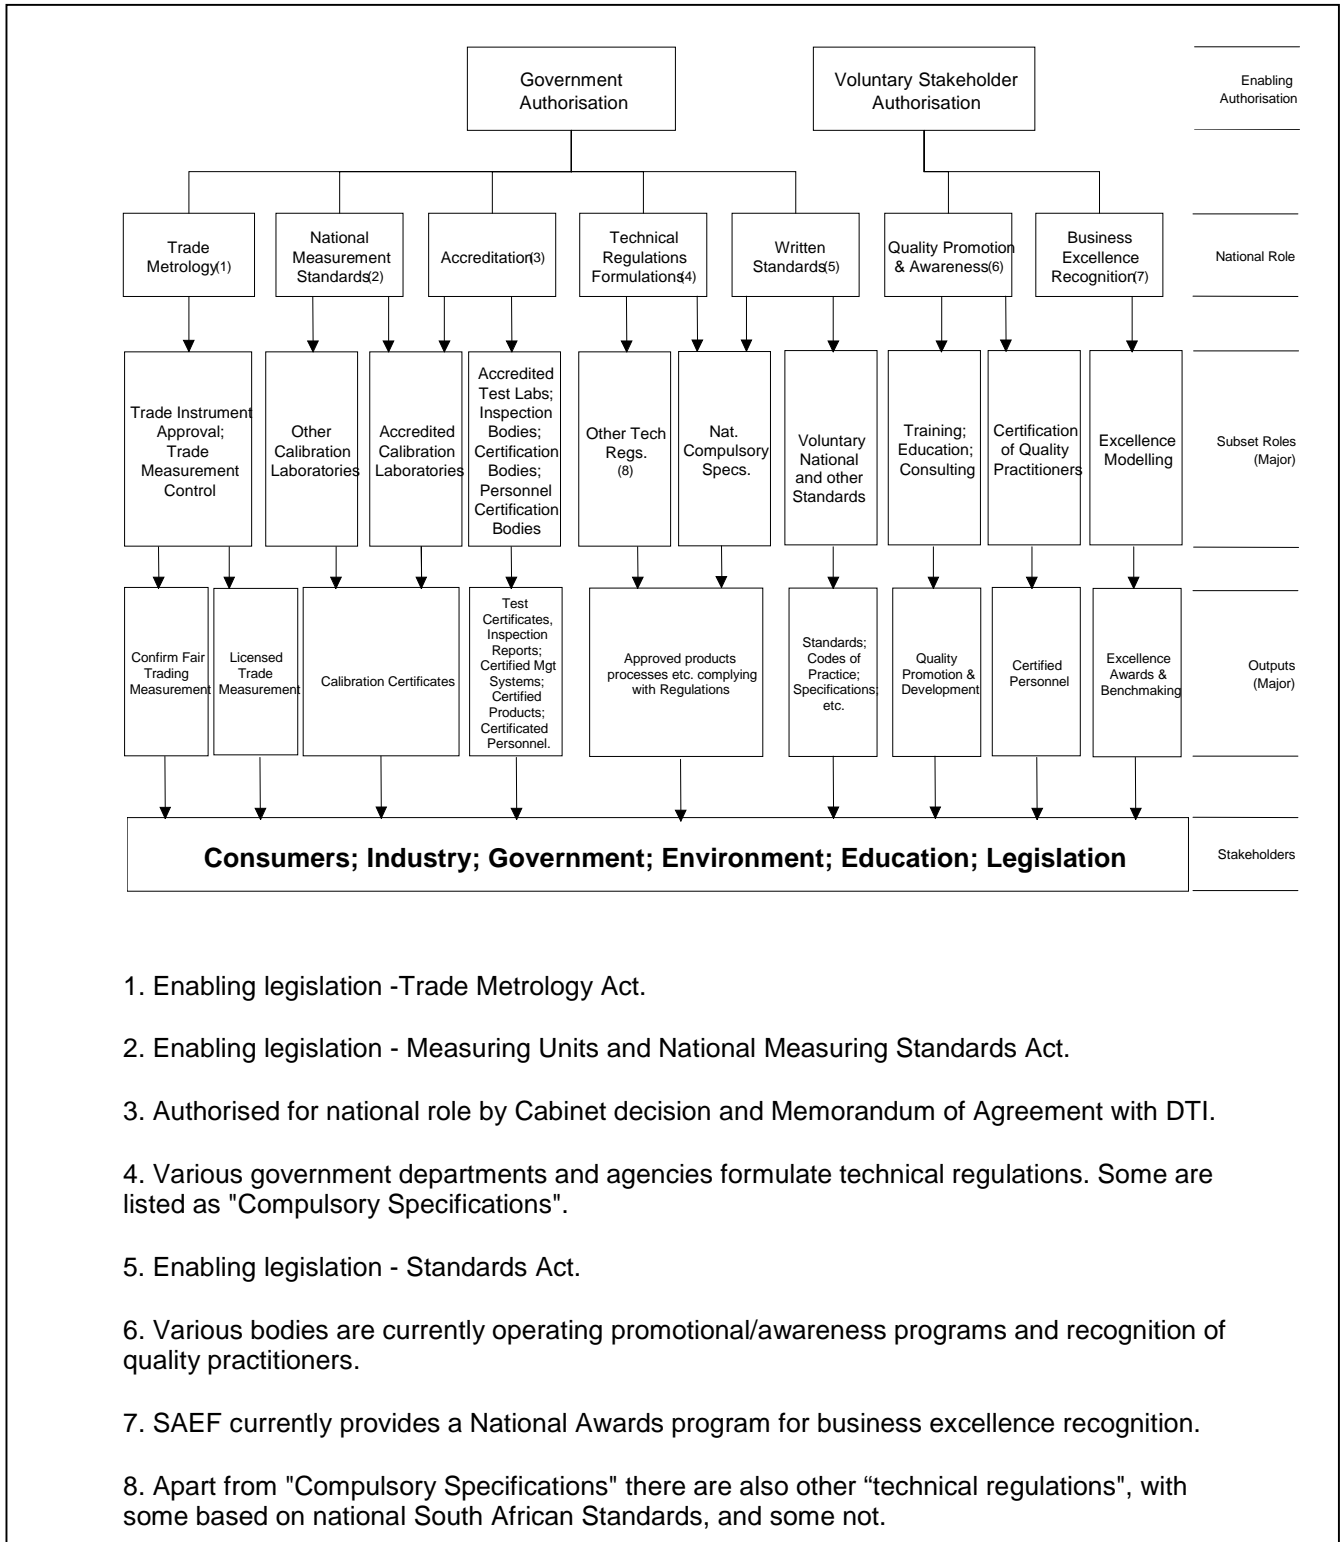 Government
Authorisation
Voluntary Stakeholder
Authorisation
Enabling
Authorisation
Trade
Metrology(1)
National
Measurement
Standards(2)
Accreditation(3)
Technical
Regulations
Formulations(4)
Written
Standards(5)
Quality Promotion
& Awareness(6)
Business
Excellence
Recognition(7)
National Role
Trade Instrument
Approval;
Trade
Measurement
Control
Other
Calibration
Laboratories
Accredited
Calibration
Laboratories
Accredited
Test Labs;
Inspection
Bodies;
Certification
Bodies;
Personnel
Certification
Bodies
Other Tech
Regs.
(8)
Nat.
Compulsory
Specs.
Voluntary
National
and other
Standards
Training;
Education;
Consulting
Certification
of Quality
Practitioners
Excellence
Modelling
Subset Roles
(Major)
Confirm Fair
Trading
Measurement
Licensed
Trade
Measurement
Calibration Certificates
Test
Certificates,
Inspection
Reports;
Certified Mgt
Systems;
Certified
Products;
Certificated
Personnel.
Approved products
processes etc. complying
with Regulations
Standards;
Codes of
Practice;
Specifications;
etc.
Quality
Promotion &
Development
Certified
Personnel
Excellence
Awards &
Benchmaking
Outputs
(Major)
Consumers; Industry; Government; Environment; Education; Legislation
Stakeholders
1. Enabling legislation -Trade Metrology Act.
2. Enabling legislation - Measuring Units and National Measuring Standards Act.
3. Authorised for national role by Cabinet decision and Memorandum of Agreement with DTI.
4. Various government departments and agencies formulate technical regulations. Some are
listed as "Compulsory Specifications".
5. Enabling legislation - Standards Act.
6. Various bodies are currently operating promotional/awareness programs and recognition of
quality practitioners.
7. SAEF currently provides a National Awards program for business excellence recognition.
8. Apart from "Compulsory Specifications" there are also other “technical regulations", with
some based on national South African Standards, and some not.